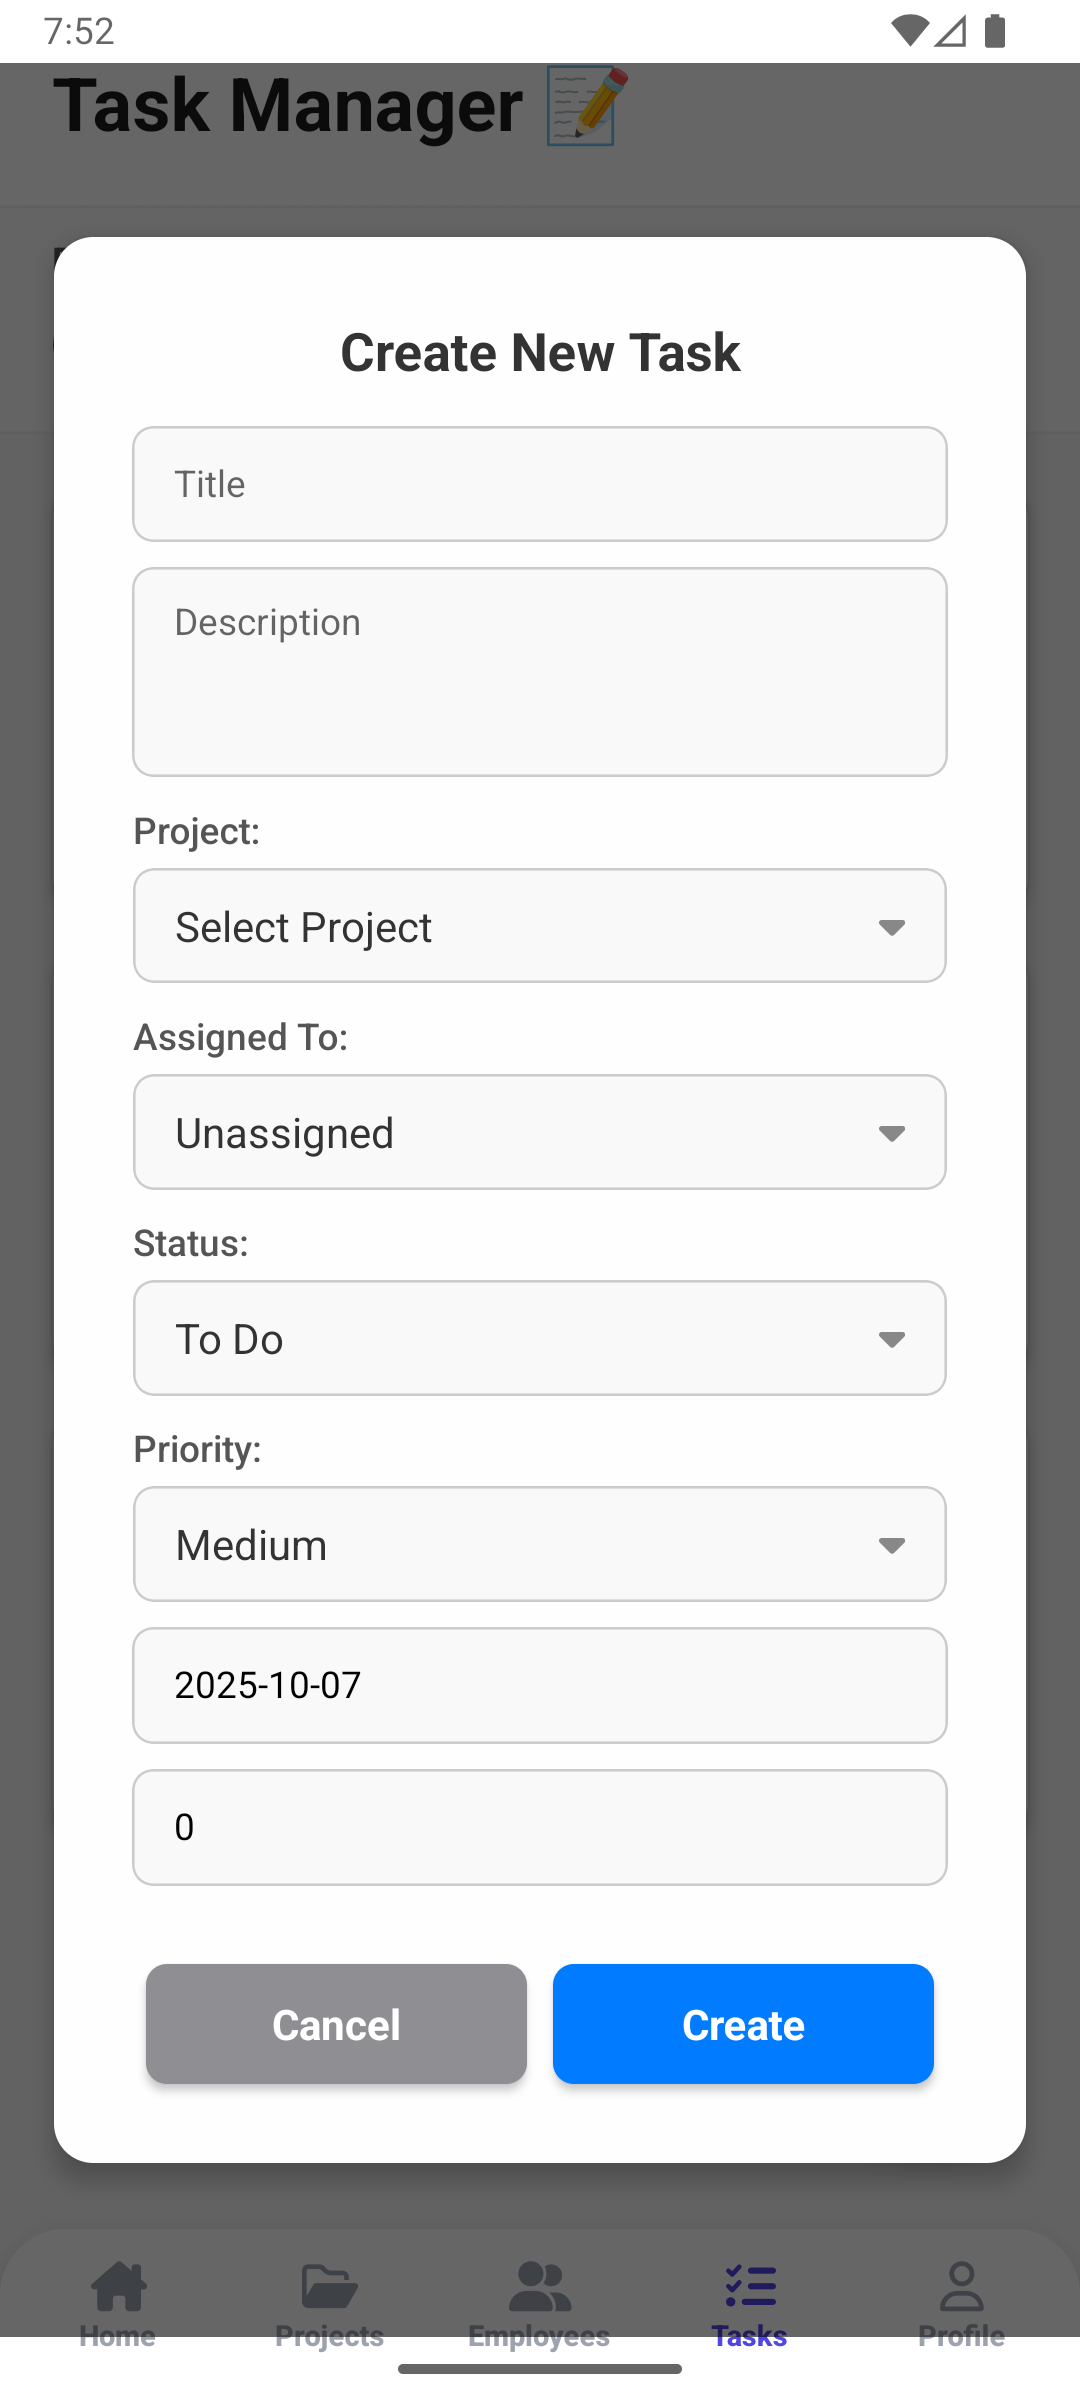 7:52
Task Manager 📝
Create New Task
Title
Description
Project:
Select Project
Assigned To:
Unassigned
Status:
To Do
Priority:
Medium
2025-10-07
0
Cancel Create
Home Projects Employees Tasks Profile